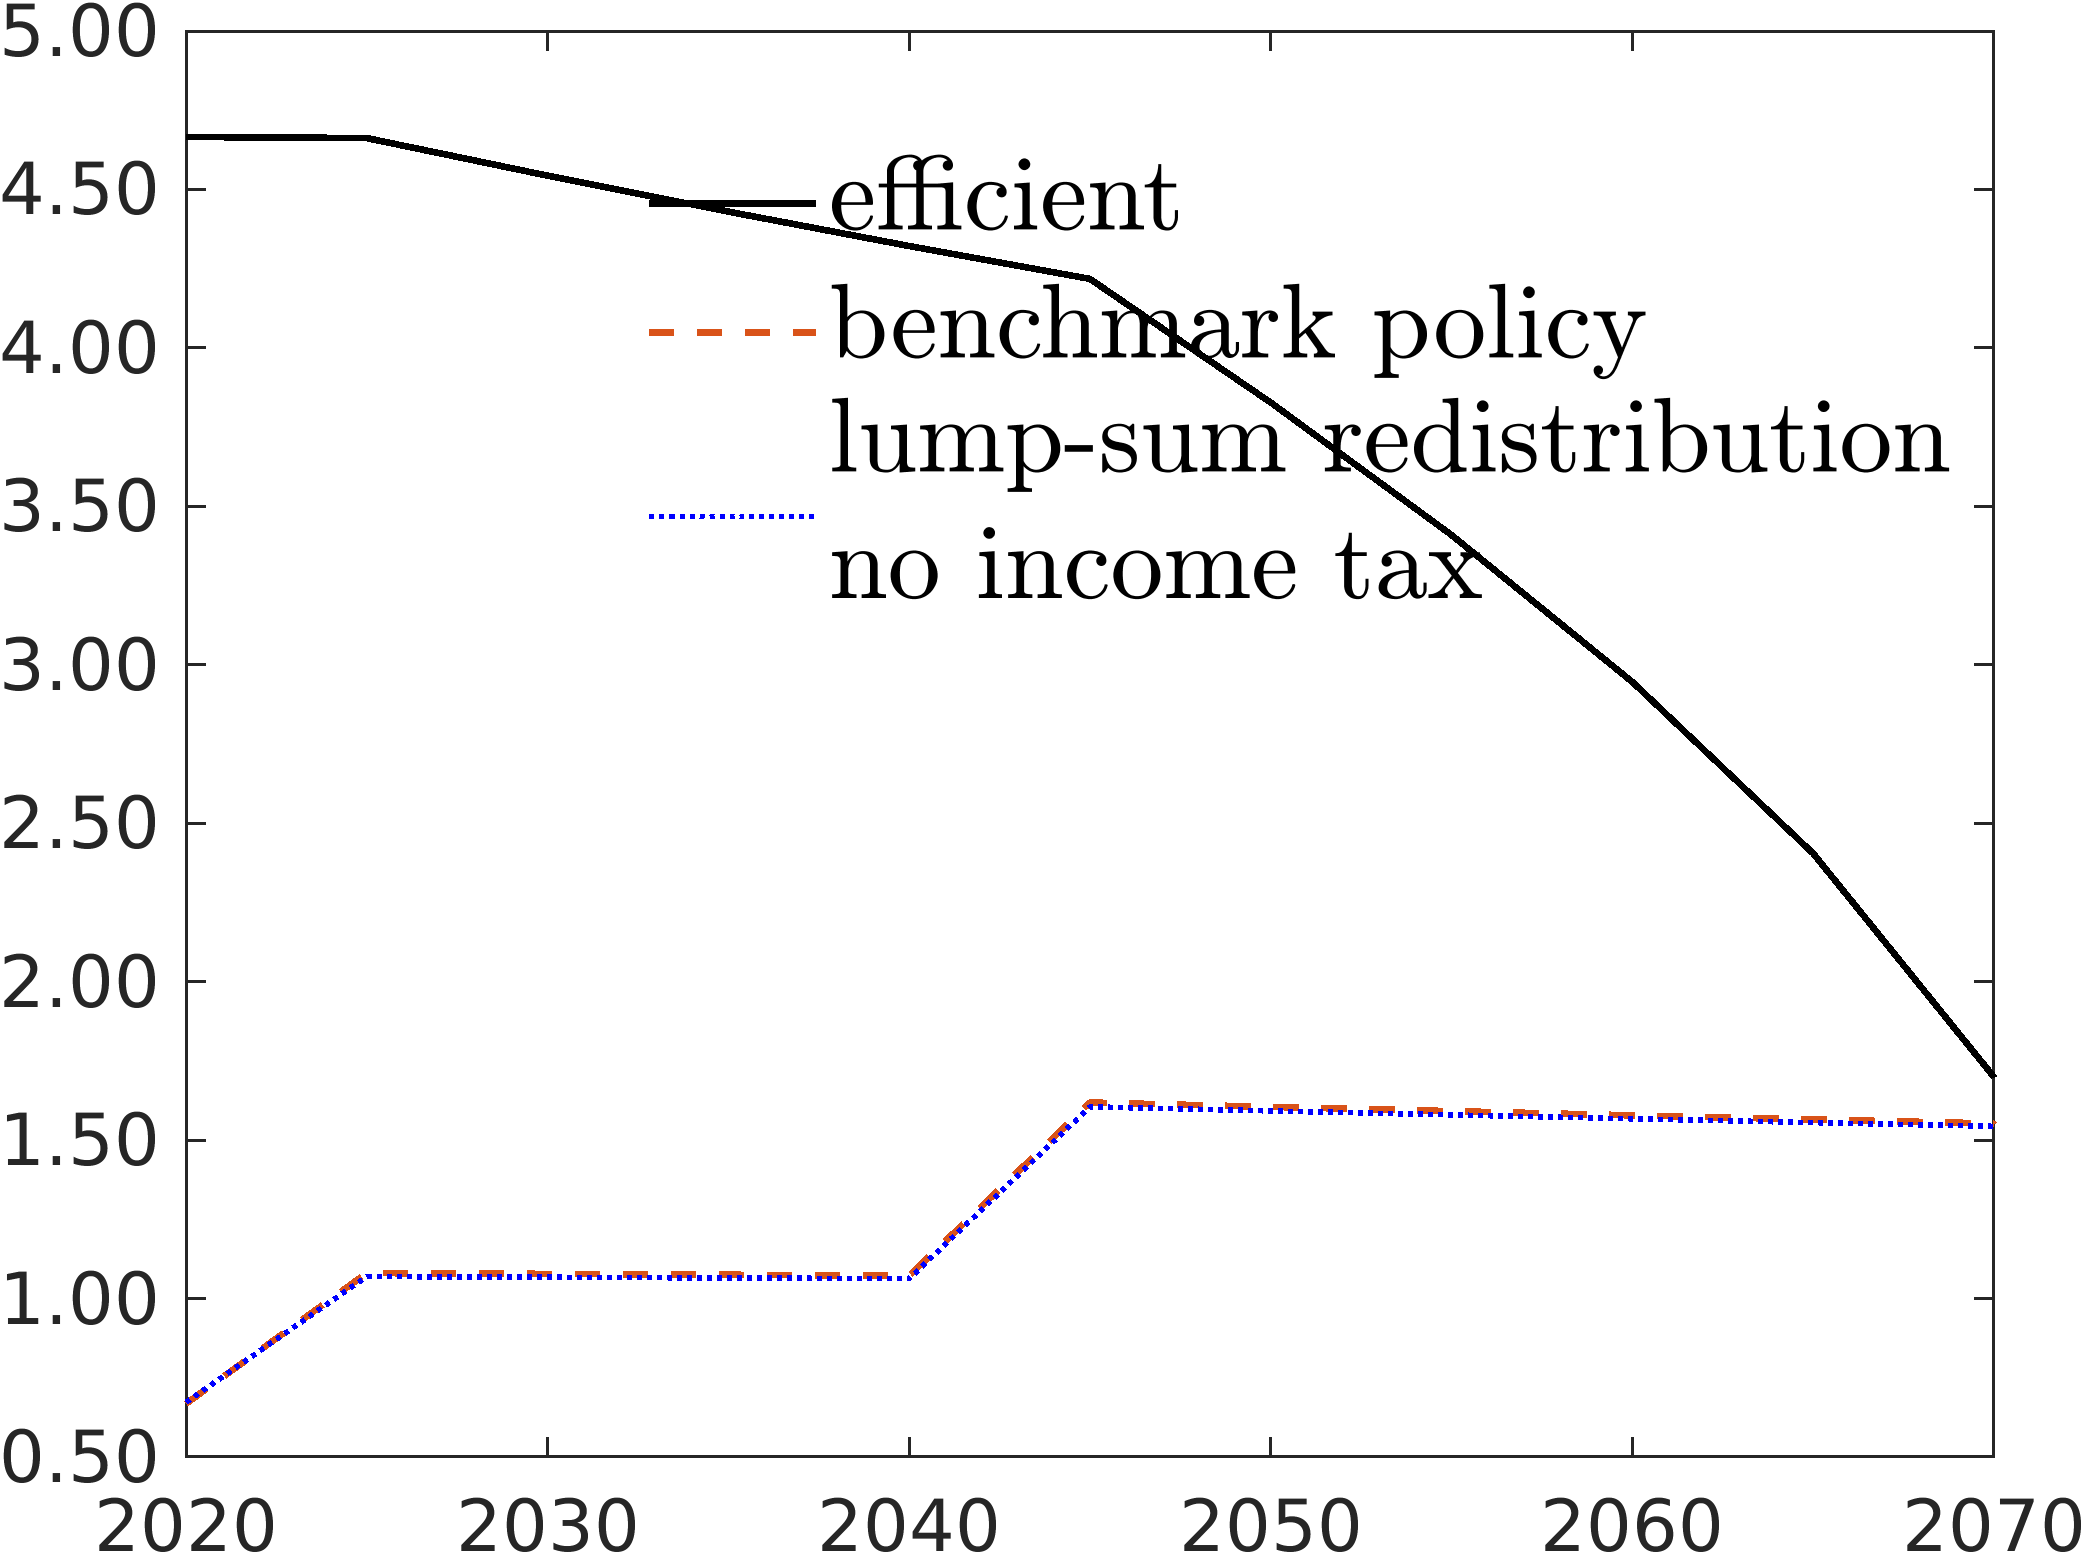 5.00
4.50
4.00
3.50
3.00
2.50
2.00
1.50
1.00
0.50
2020 2030 2040 2050 2060 2070
efficient
benchmark policy
lump-sum redistribution
no income tax